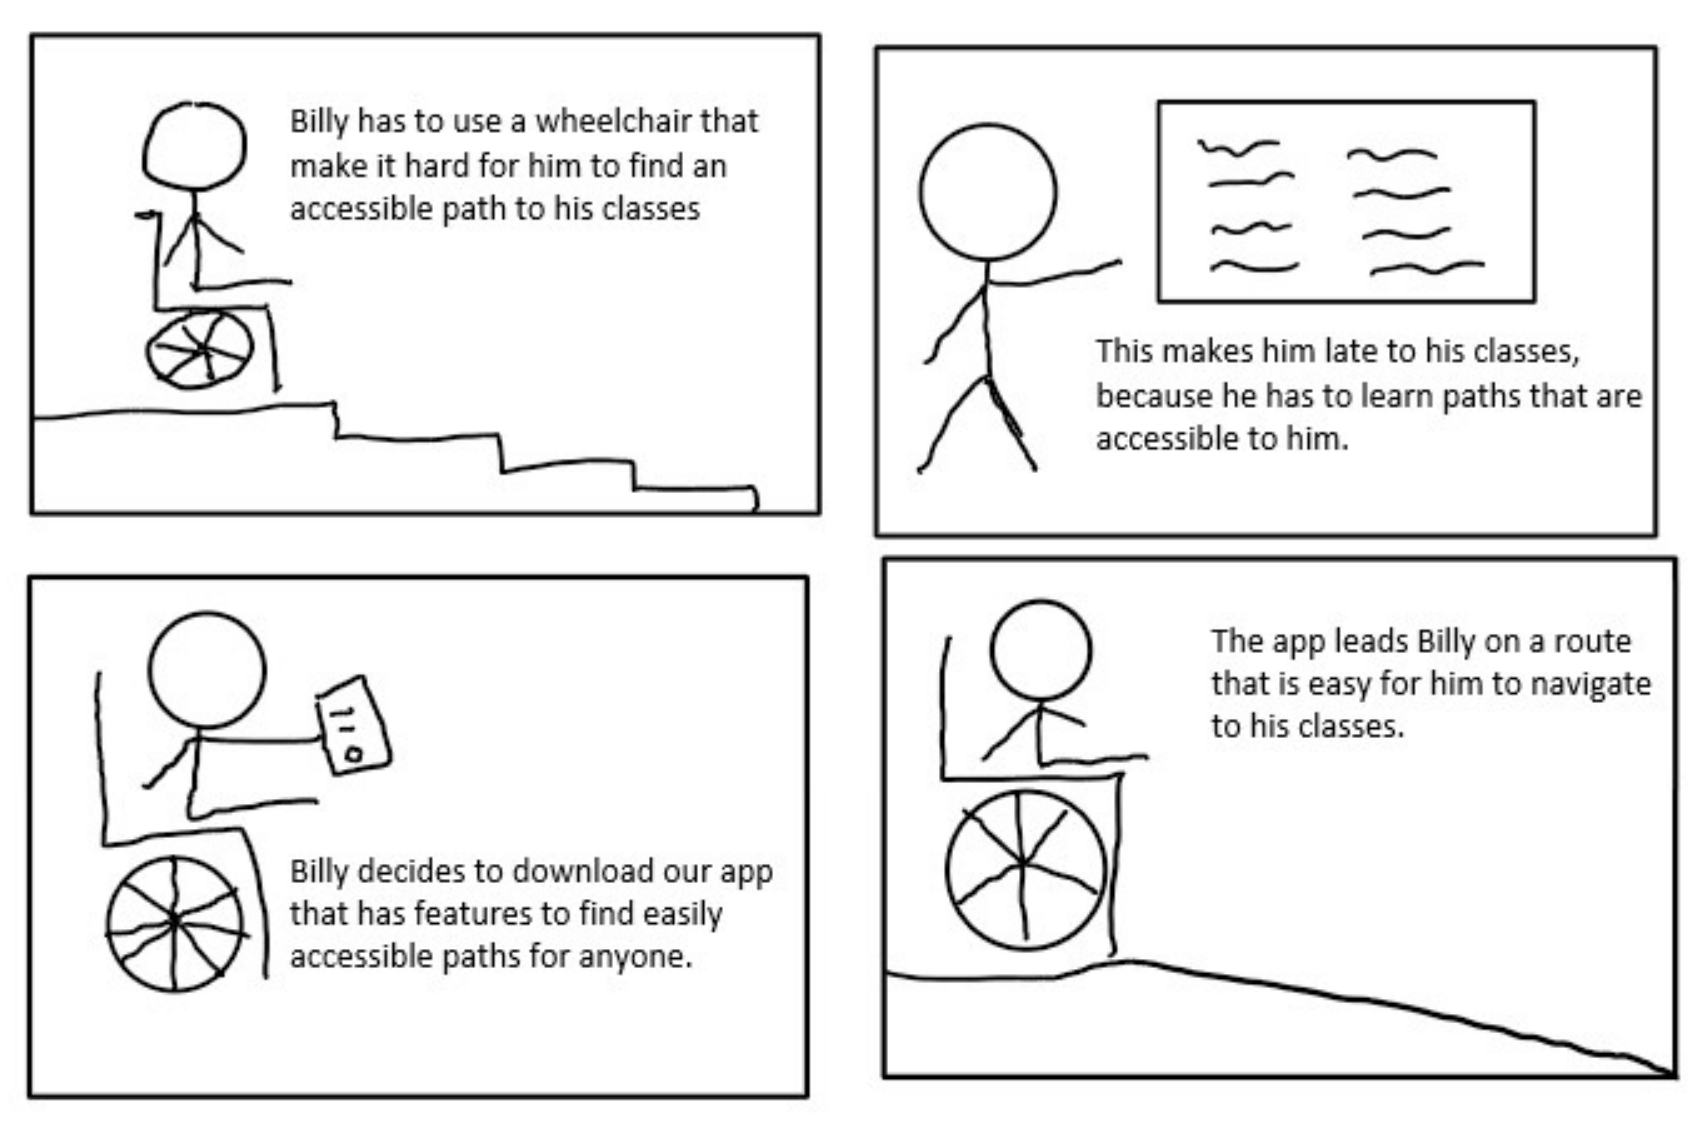 Billy has to use a wheelchair that
make it hard for him to find an
accessible path to his classes
This makes him late to his classes,
because he has to learn paths that are
accessible to him.
Billy decides to download our app
that has features to find easily
accessible paths for anyone.
The app leads Billy on a route
that is easy for him to navigate
to his classes.